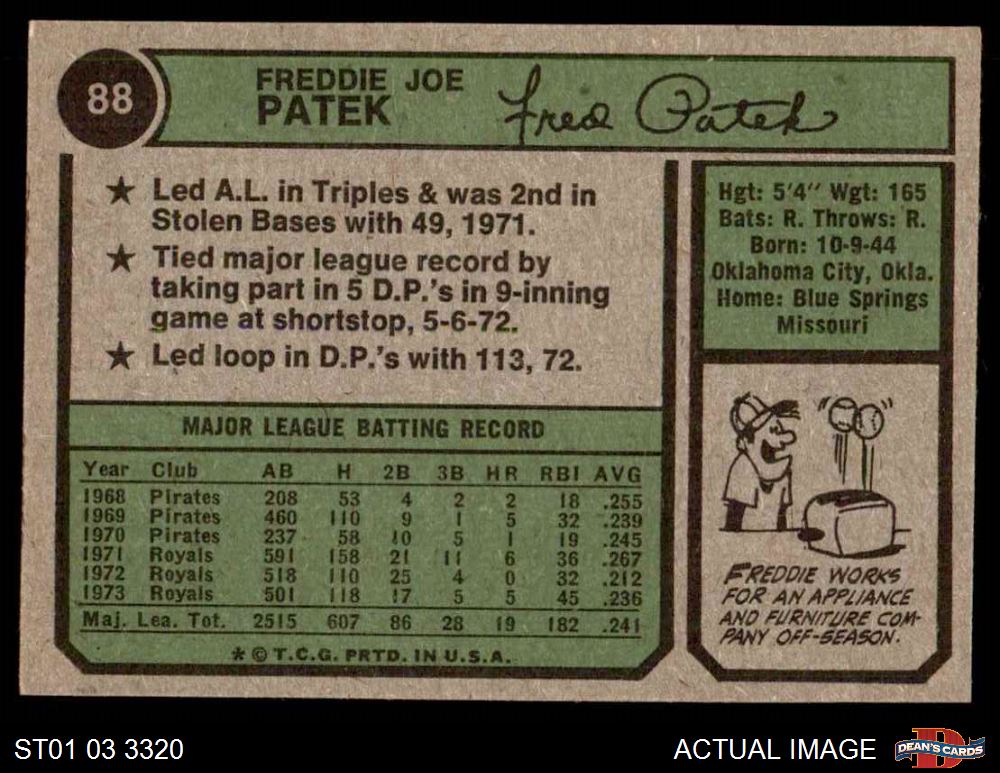 88
FREDDIE JOE
PATEK
Fred Patek
★ Led A.L. in Triples & was 2nd in
Stolen Bases with 49, 1971.
★ Tied major league record by
taking part in 5 D.P.'s in 9-inning
game at shortstop, 5-6-72.
★ Led loop in D.P.'s with 113, 72.
Hgt: 5'4" Wgt: 165
Bats: R. Throws: R.
Born: 10-9-44
Oklahoma City, Okla.
Home: Blue Springs
Missouri
MAJOR LEAGUE BATTING RECORD
Year Club AB H 2B 3B HR RBI AVG
1968 Pirates 208 53 4 2 2 18 .255
1969 Pirates 460 110 9 1 5 32 .239
1970 Pirates 237 58 10 5 1 19 .245
1971 Royals 591 158 21 11 6 36 .267
1972 Royals 518 110 25 4 0 32 .212
1973 Royals 501 118 17 5 5 45 .236
Maj. Lea. Tot. 2515 607 86 28 19 182 .241
* © T.C.G. PRTD. IN U.S.A.
FREDDIE WORKS
FOR AN APPLIANCE
AND FURNITURE COM-
PANY OFF-SEASON.
ST01 03 3320
ACTUAL IMAGE
D
DEAN'S CARDS